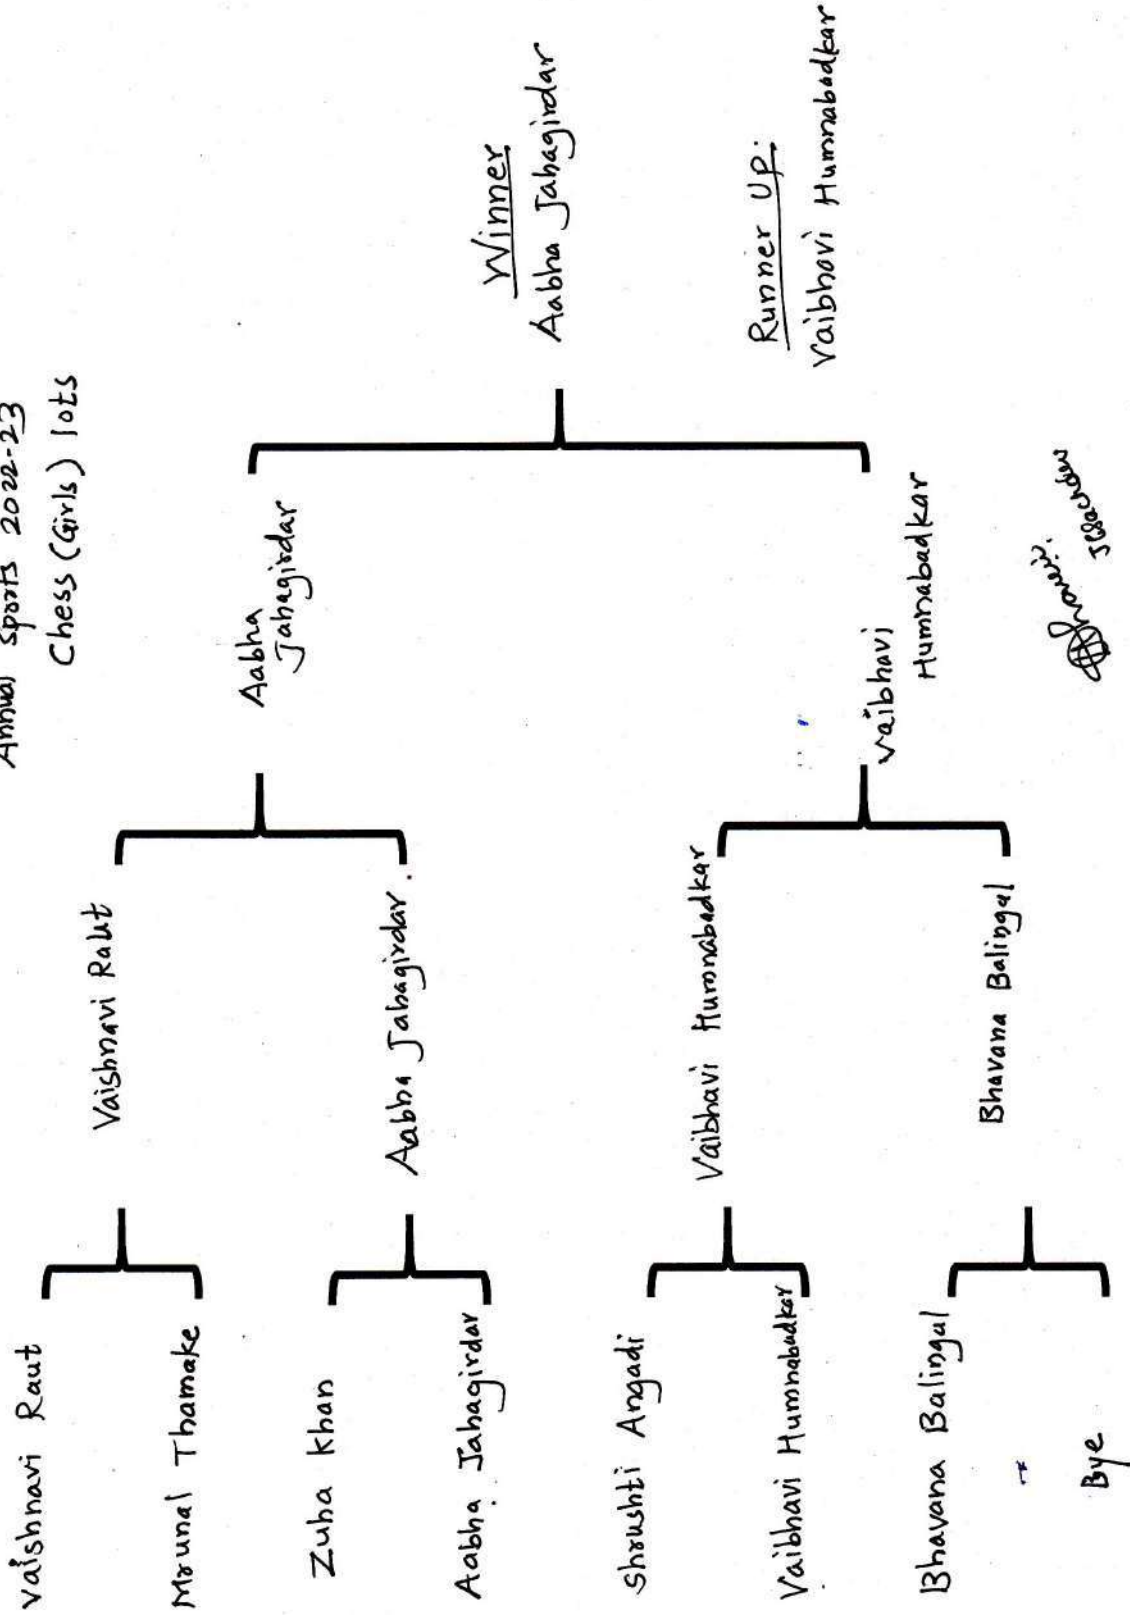 Annual Sports 2022-23
Chess (Girls) lots
Vaishnavi Raut
Mrunal Thamake
Zuha Khan
Aabha Jahagirdar
Shrushti Angadi
Vaibhavi Humnabadkar
Bhavana Balingal
Bye
Vaishnavi Raut
Aabha Jahagirdar.
Vaibhavi Humnabadkar
Bhavana Balingal
Aabha
Jahagirdar
Vaibhavi
Humnabadkar
Winner
Aabha Jahagirdar
Runner Up:
Vaibhavi Humnabadkar